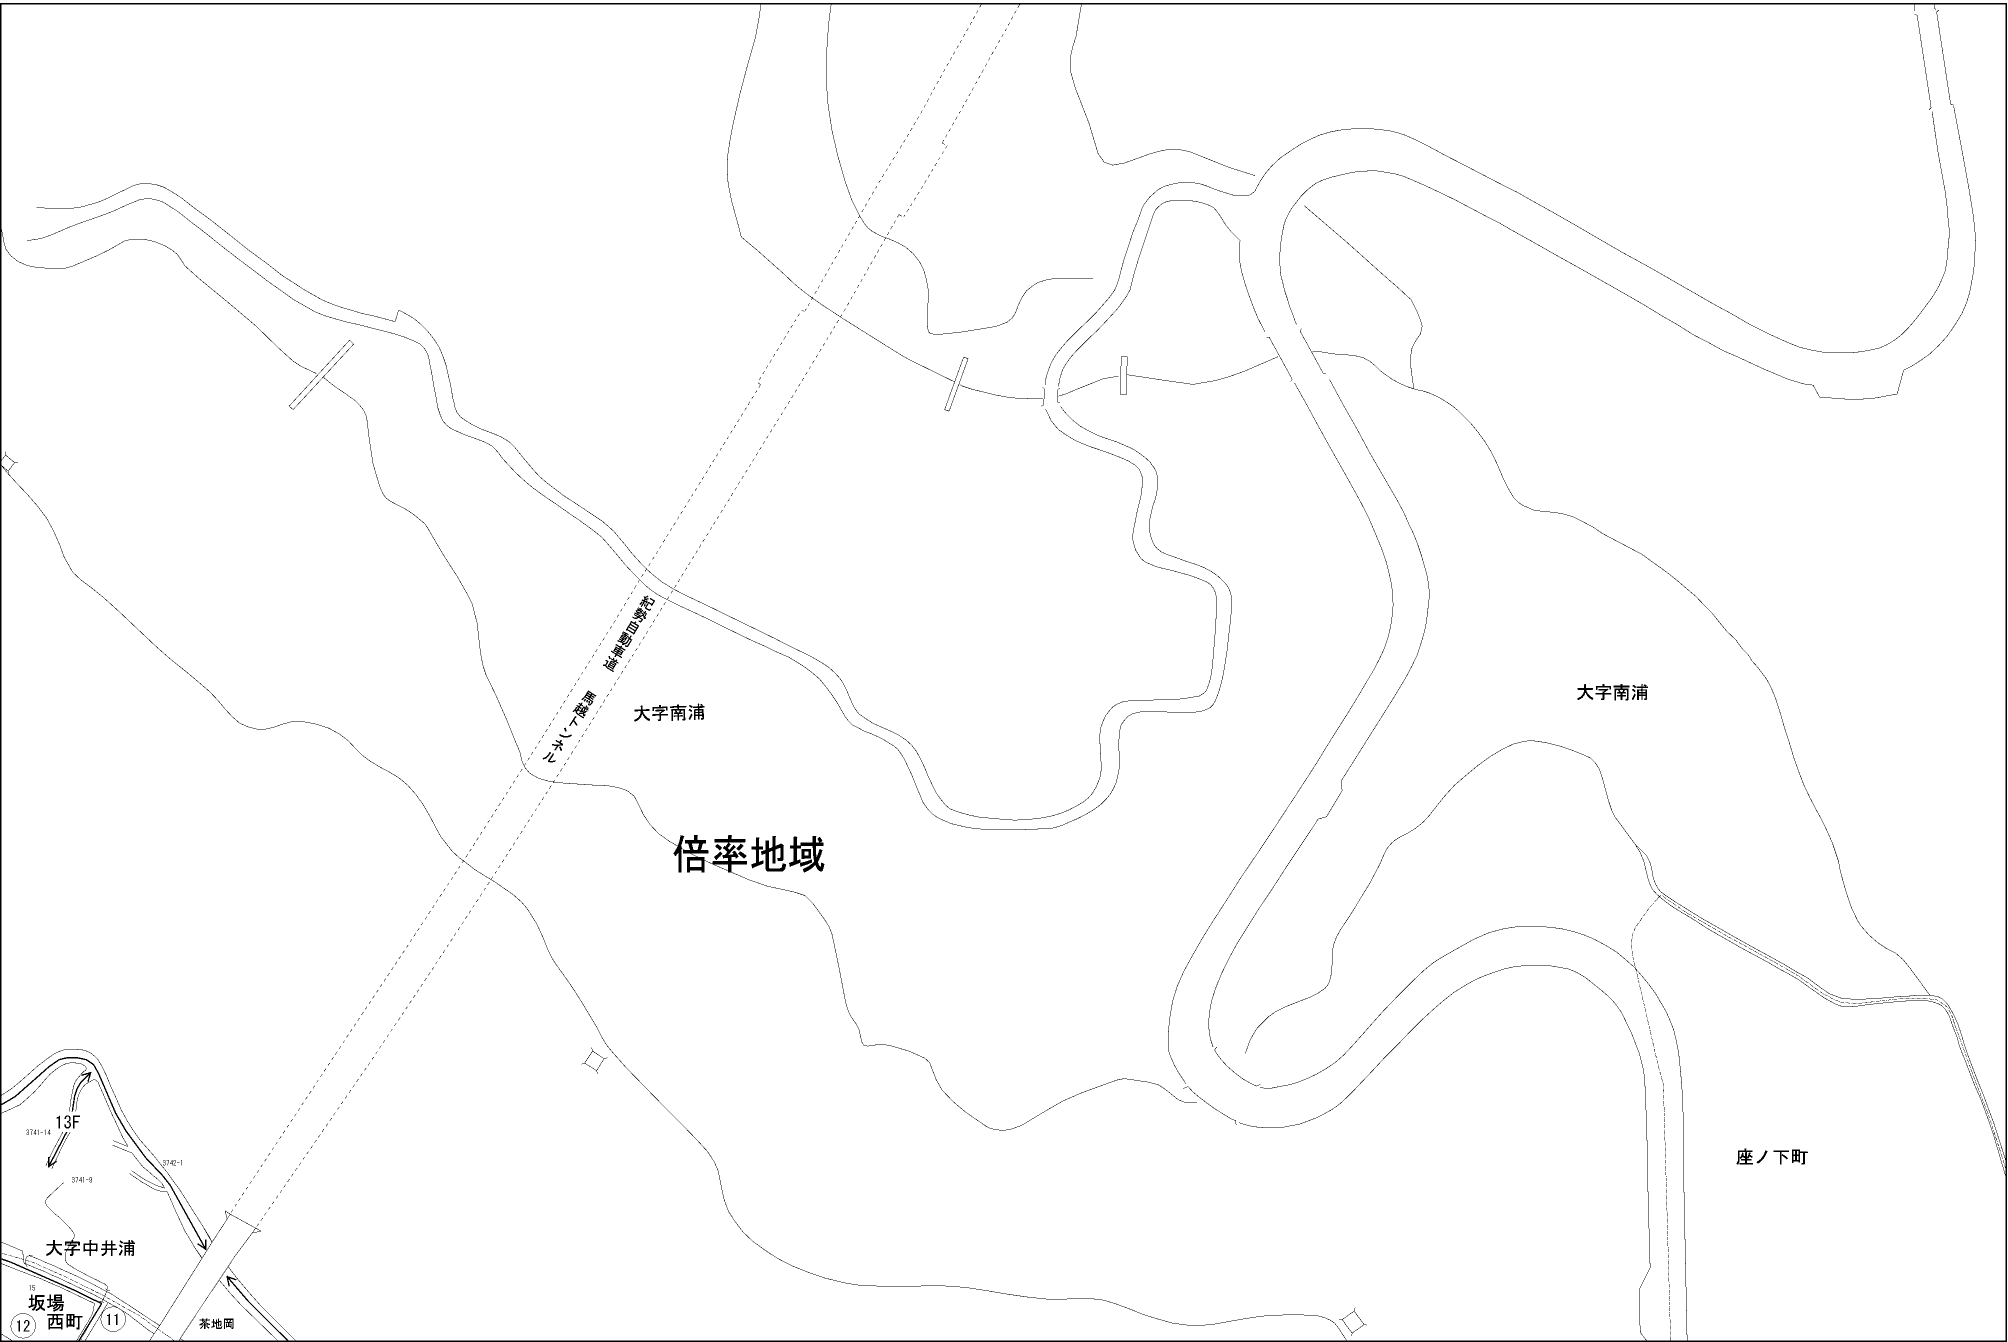 紀勢自動車道 馬越トンネル
大字南浦
大字南浦
倍率地域
13F
3741-14
3742-1
3741-9
座ノ下町
大字中井浦
15
坂場
西町
12
11
茶地岡